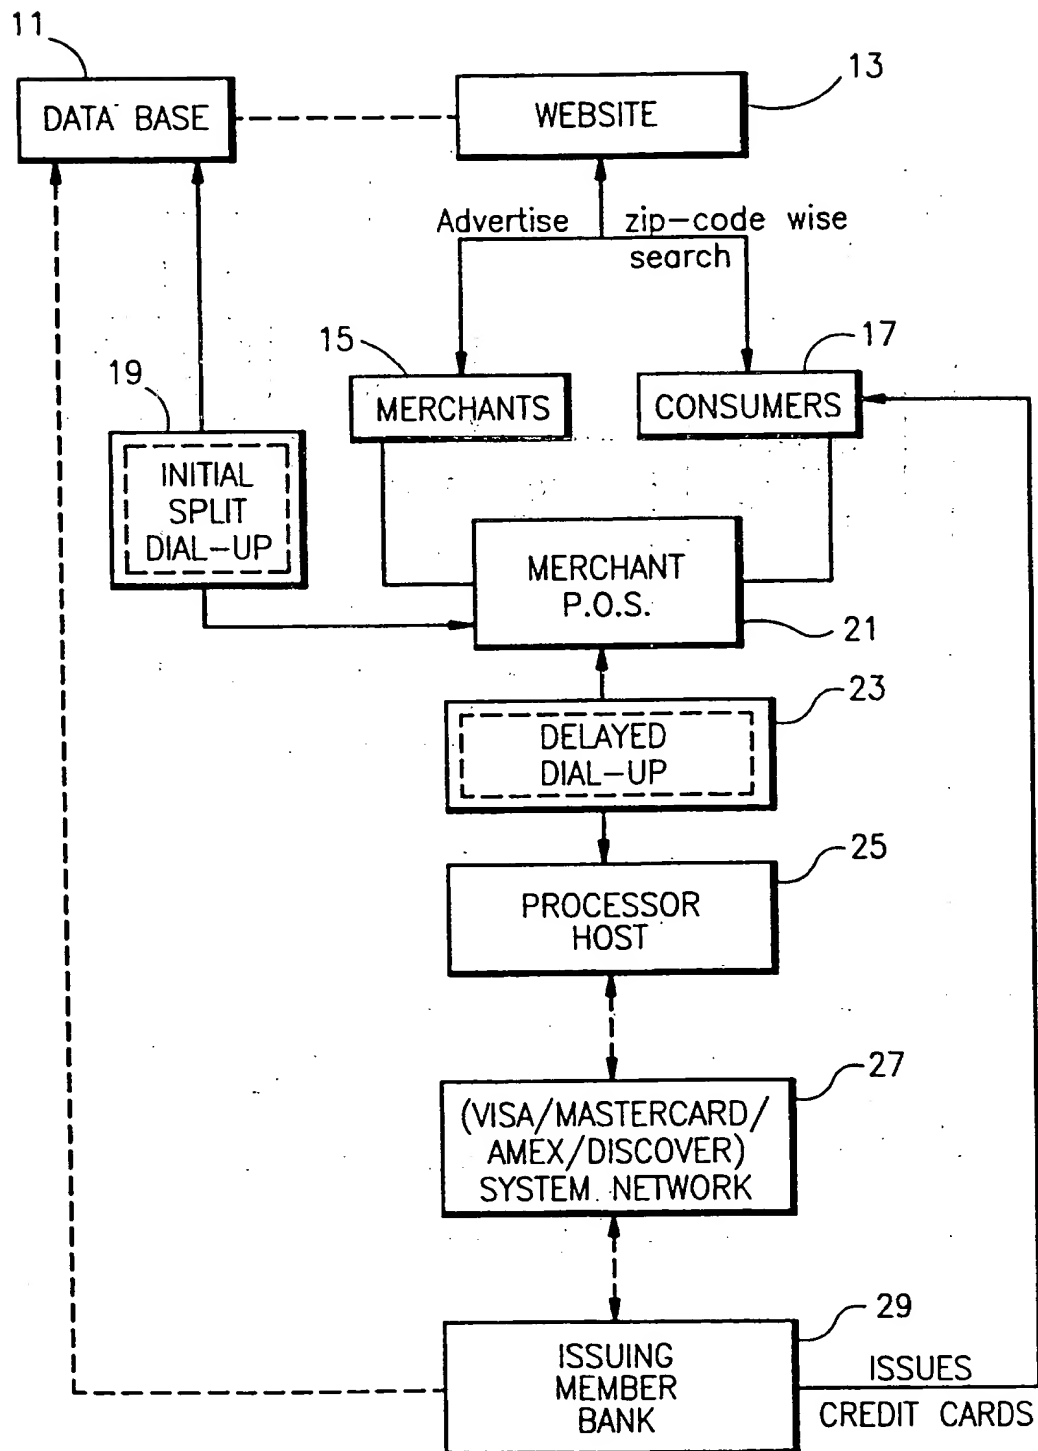 11
DATA BASE
WEBSITE
13
Advertise
zip-code wise
search
15
17
19
MERCHANTS
CONSUMERS
INITIAL
SPLIT
DIAL-UP
MERCHANT
P.O.S.
21
23
DELAYED
DIAL-UP
25
PROCESSOR
HOST
27
(VISA/MASTERCARD/
AMEX/DISCOVER)
SYSTEM NETWORK
29
ISSUING
MEMBER
BANK
ISSUES
CREDIT CARDS